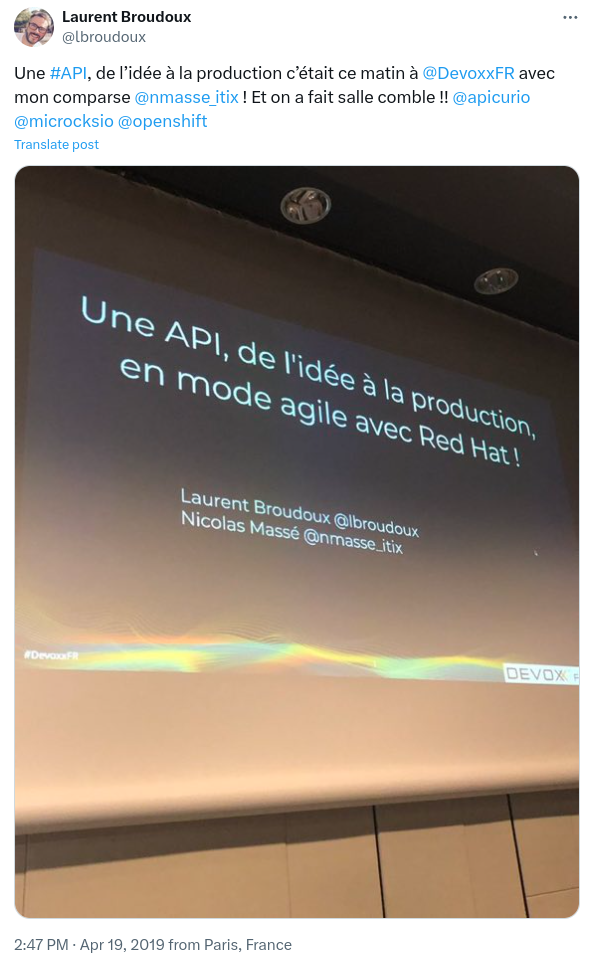 Laurent Broudoux
@lbroudoux
Une #API, de l’idée à la production c’était ce matin à @DevoxxFR avec
mon comparse @nmasse_itix ! Et on a fait salle comble !! @apicurio
@microcksio @openshift
Translate post
Une API, de l'idée à la production,
en mode agile avec Red Hat !
Laurent Broudoux @lbroudoux
Nicolas Massé @nmasse_itix
#DevoxxFR
DEVOXX F
2:47 PM · Apr 19, 2019 from Paris, France